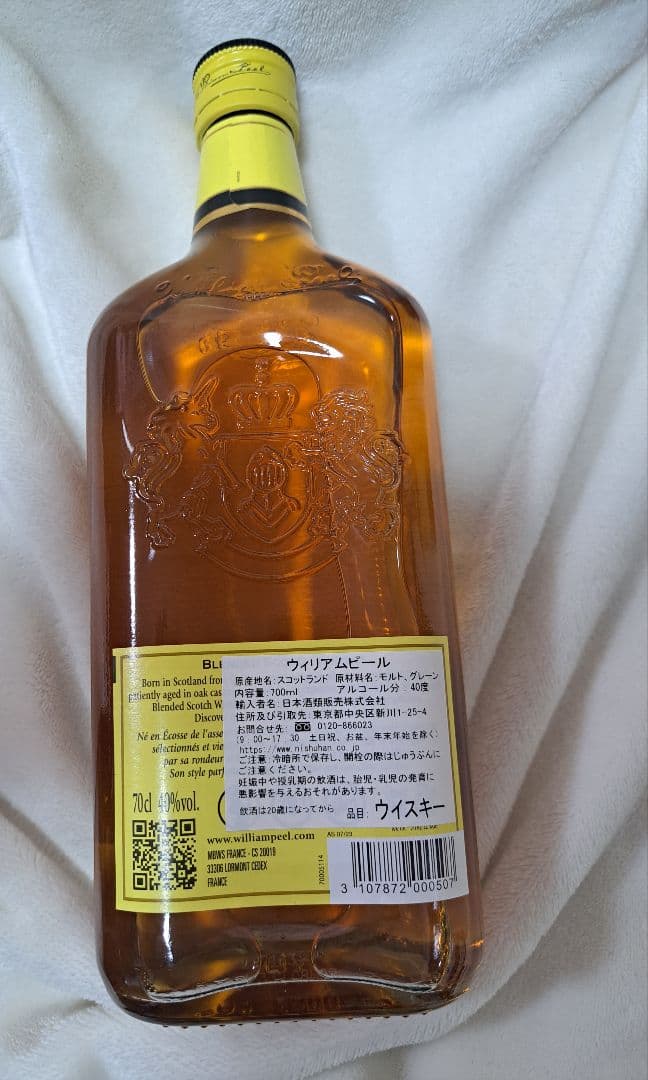 BLE
Born in Scotland from
patiently aged in oak cas
Blended Scotch W
Discove
Né en Écosse de l'asse
sélectionnés et vie
par sa rondeur
Son style parf
70cl 40%vol.
www.williampeel.com
MBWS FRANCE - CS 20019
33306 LORMONT CEDEX
FRANCE
70005114
AS 07/09
ウィリアムピール
原産地名:スコットランド 原材料名:モルト、グレーン
内容量:700ml アルコール分:40度
輸入者名:日本酒類販売株式会社
住所及び引取先:東京都中央区新川1-25-4
お問合せ先: 0120-866023
(9:00~17:30 土日祝、お盆、年末年始を除く)
https://www.nishuhan.co.jp
ご注意:冷暗所で保存し、開栓の際はじゅうぶんに
ご注意ください。
妊娠中や授乳期の飲酒は、胎児・乳児の発育に
悪影響を与えるおそれがあります。
飲酒は20歳になってから 品目:ウイスキー
3 107872 000507